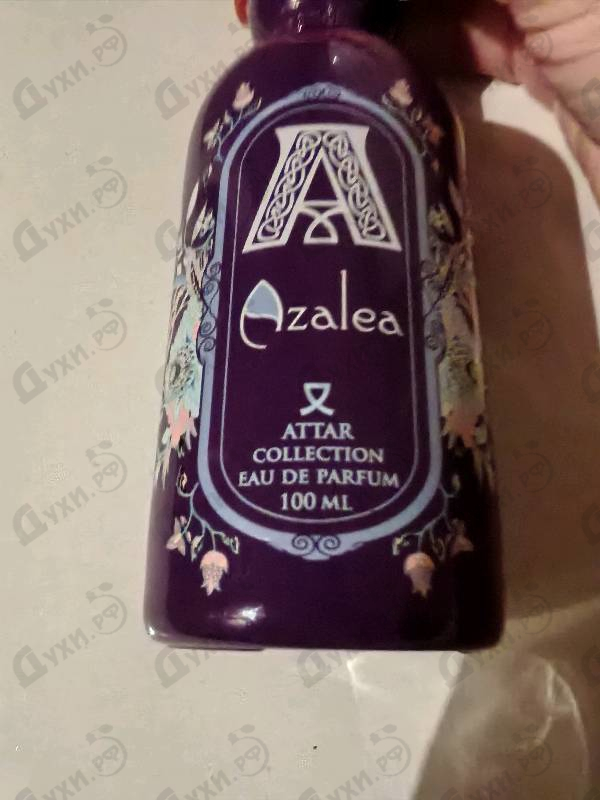 A
Azalea
ATTAR
COLLECTION
EAU DE PARFUM
100 ML
Духи.РФ